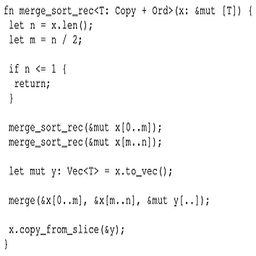 fn merge_sort_rec<T: Copy + Ord>(x: &mut [T]) {
let n = x.len();
let m = n / 2;
if n <= 1 {
return;
}
merge_sort_rec(&mut x[0..m]);
merge_sort_rec(&mut x[m..n]);
let mut y: Vec<T> = x.to_vec();
merge(&x[0..m], &x[m..n], &mut y[..]);
x.copy_from_slice(&y);
}